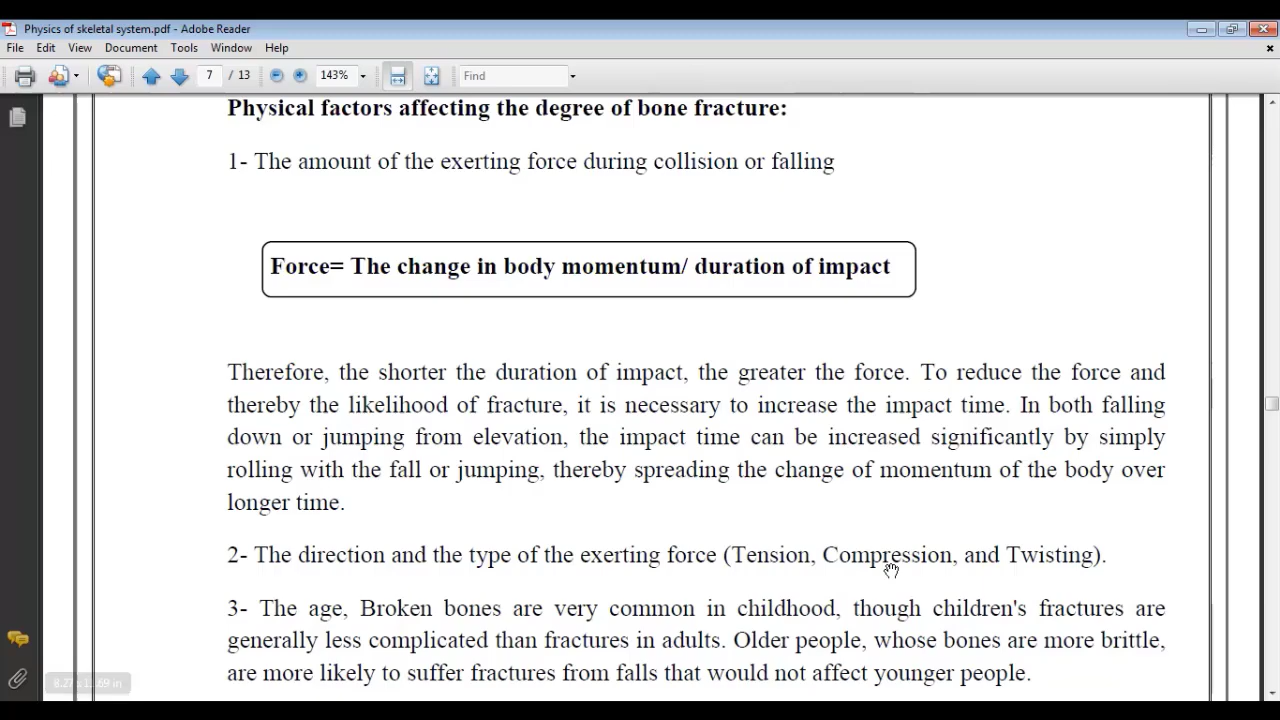 Physics of skeletal system.pdf - Adobe Reader
File Edit View Document Tools Window Help
7 / 13 143% Find
Physical factors affecting the degree of bone fracture:
1- The amount of the exerting force during collision or falling
Force= The change in body momentum/ duration of impact
Therefore, the shorter the duration of impact, the greater the force. To reduce the force and
thereby the likelihood of fracture, it is necessary to increase the impact time. In both falling
down or jumping from elevation, the impact time can be increased significantly by simply
rolling with the fall or jumping, thereby spreading the change of momentum of the body over
longer time.
2- The direction and the type of the exerting force (Tension, Compression, and Twisting).
3- The age, Broken bones are very common in childhood, though children's fractures are
generally less complicated than fractures in adults. Older people, whose bones are more brittle,
are more likely to suffer fractures from falls that would not affect younger people.
8.27 x 11.69 in